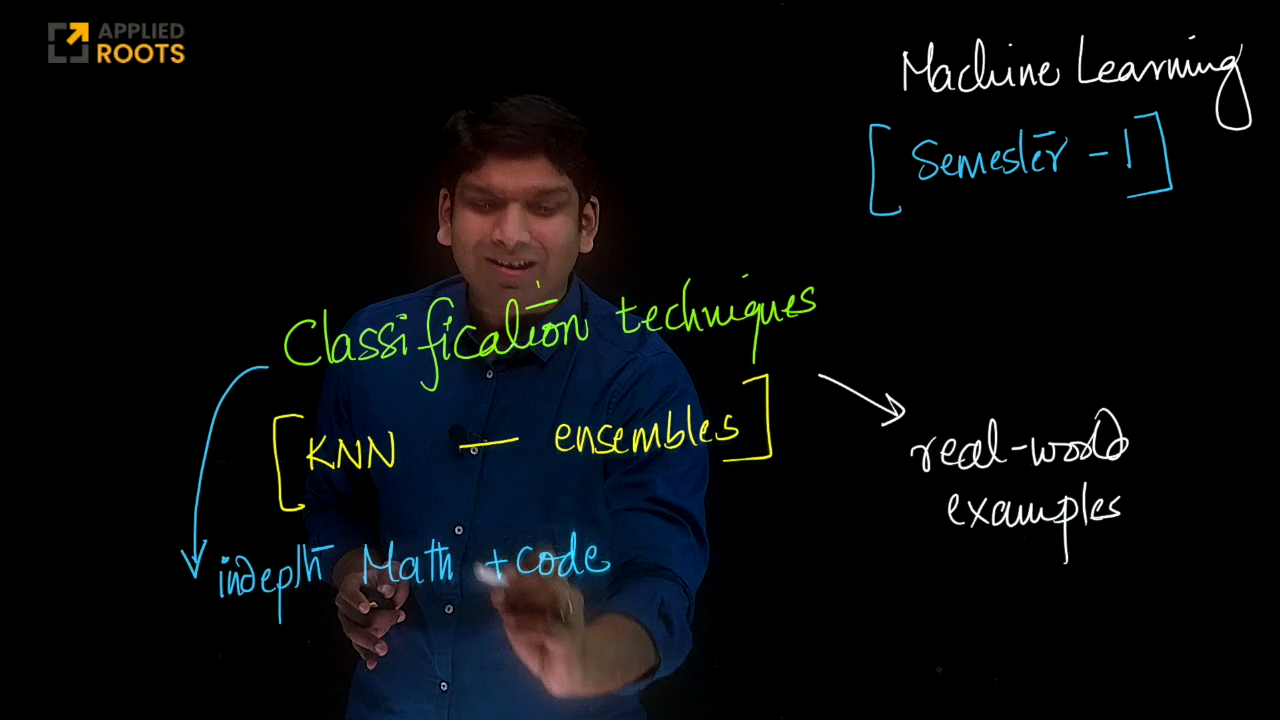 APPLIED
ROOTS
Machine Learning
[ Semester - 1 ]
Classification techniques
[ KNN — ensembles ]
real-world
examples
indepth Math + code